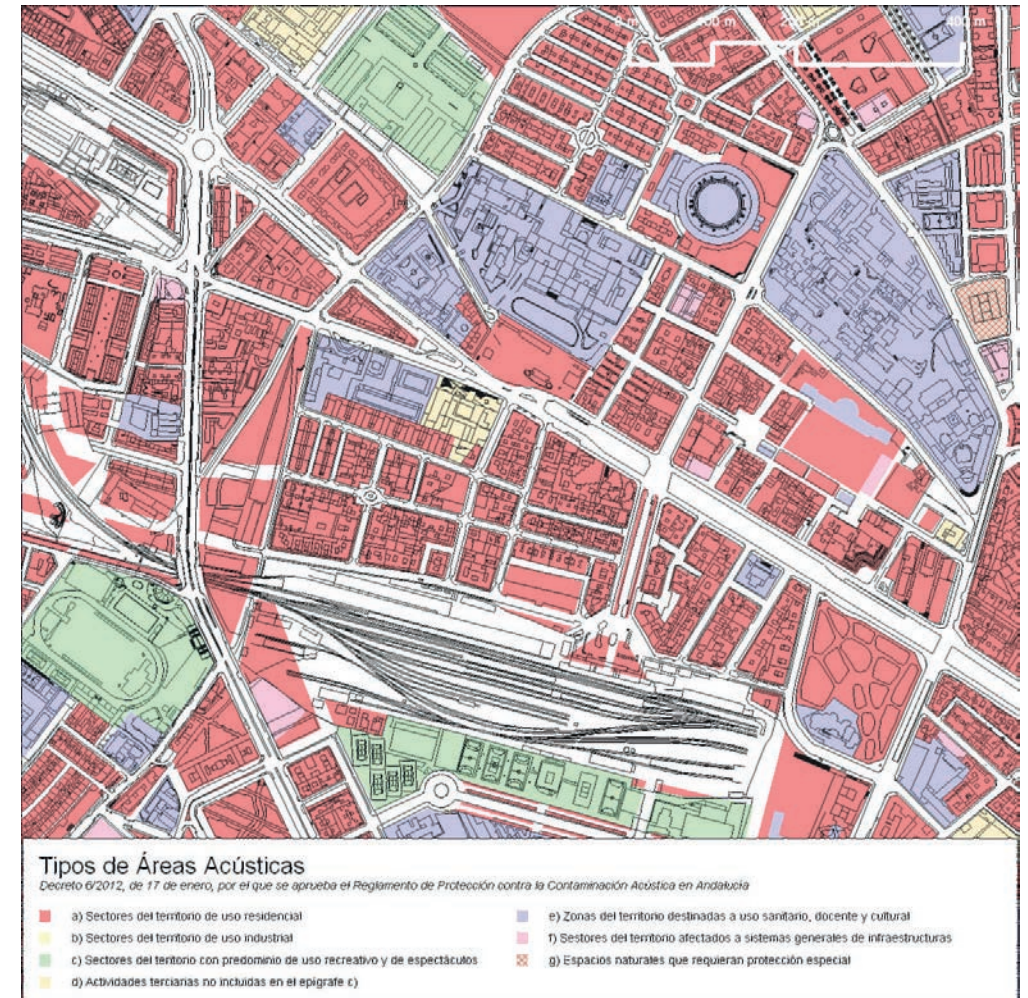 400 m
Tipos de Áreas Acústicas
Decreto 6/2012, de 17 de enero, por el que se aprueba el Reglamento de Protección contra la Contaminación Acústica en Andalucía
a) Sectores del territorio de uso residencial
b) Sectores del territorio de uso industrial
c) Sectores del territorio con predominio de uso recreativo y de espectáculos
d) Actividades terciarias no incluidas en el epígrafe c)
e) Zonas del territorio destinadas a uso sanitario, docente y cultural
f) Sestores del territorio afectados a sistemas generales de infraestructuras
g) Espacios naturales que requieran protección especial